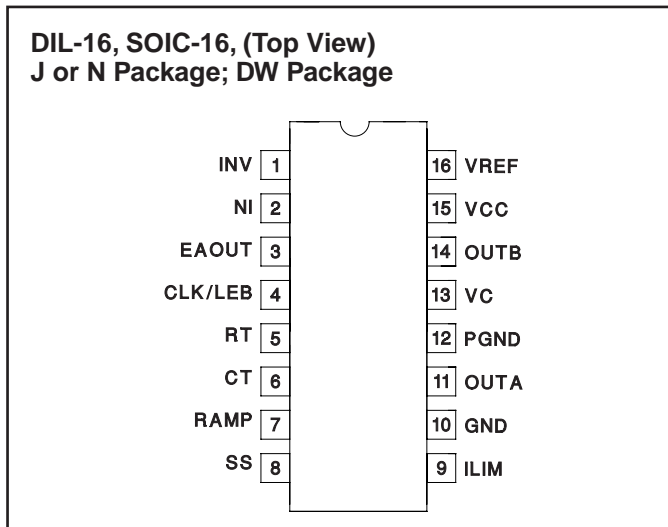 DIL-16, SOIC-16, (Top View)
J or N Package; DW Package
INV 1 16 VREF
NI 2 15 VCC
EAOUT 3 14 OUTB
CLK/LEB 4 13 VC
RT 5 12 PGND
CT 6 11 OUTA
RAMP 7 10 GND
SS 8 9 ILIM